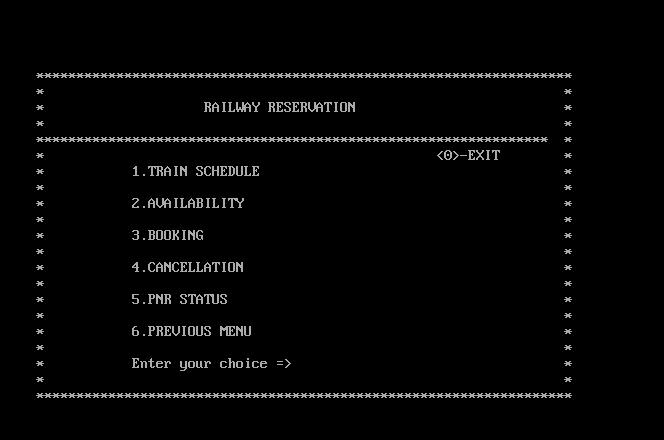 *******************************************************************
* *
* RAILWAY RESERVATION *
* *
**************************************************************** *
* <0>-EXIT *
* 1.TRAIN SCHEDULE *
* *
* 2.AVAILABILITY *
* *
* 3.BOOKING *
* *
* 4.CANCELLATION *
* *
* 5.PNR STATUS *
* *
* 6.PREVIOUS MENU *
* *
* Enter your choice => *
* *
*******************************************************************